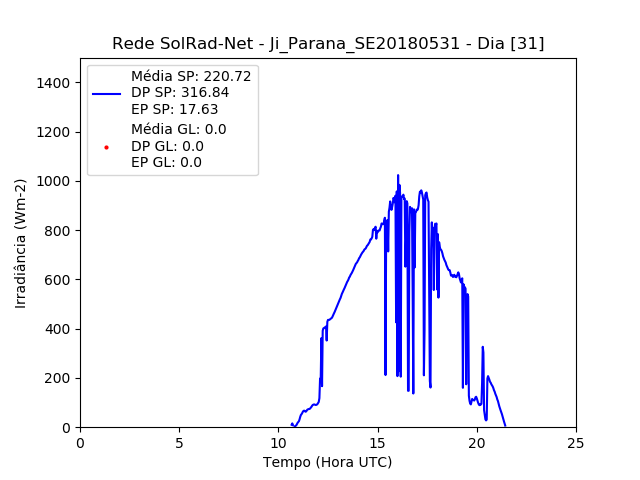 Rede SolRad-Net - Ji_Parana_SE20180531 - Dia [31]
Média SP: 220.72
DP SP: 316.84
EP SP: 17.63
Média GL: 0.0
DP GL: 0.0
EP GL: 0.0
Irradiância (Wm-2)
1400
1200
1000
800
600
400
200
0
0 5 10 15 20 25
Tempo (Hora UTC)